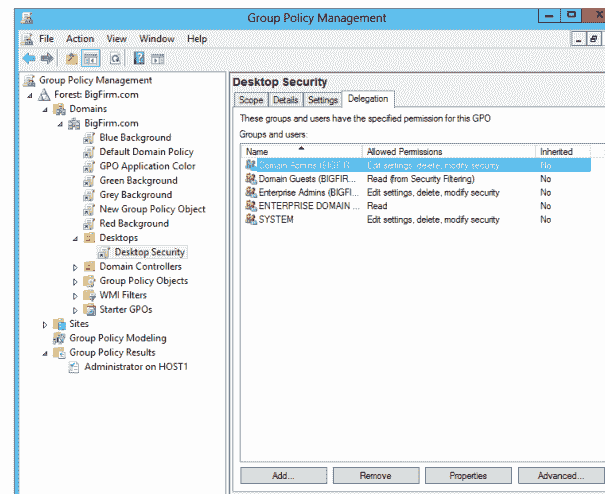 Group Policy Management
File Action View Window Help
Group Policy Management
Forest: BigFirm.com
Domains
BigFirm.com
Blue Background
Default Domain Policy
GPO Application Color
Green Background
Grey Background
New Group Policy Object
Red Background
Desktops
Desktop Security
Domain Controllers
Group Policy Objects
WMI Filters
Starter GPOs
Sites
Group Policy Modeling
Group Policy Results
Administrator on HOST1
Desktop Security
Scope Details Settings Delegation
These groups and users have the specified permission for this GPO
Groups and users:
Name Allowed Permissions Inherited
Domain Admins (BIGFIR... Edit settings, delete, modify security No
Domain Guests (BIGFIR... Read (from Security Filtering) No
Enterprise Admins (BIGFI... Edit settings, delete, modify security No
ENTERPRISE DOMAIN ... Read No
SYSTEM Edit settings, delete, modify security No
Add... Remove Properties Advanced...